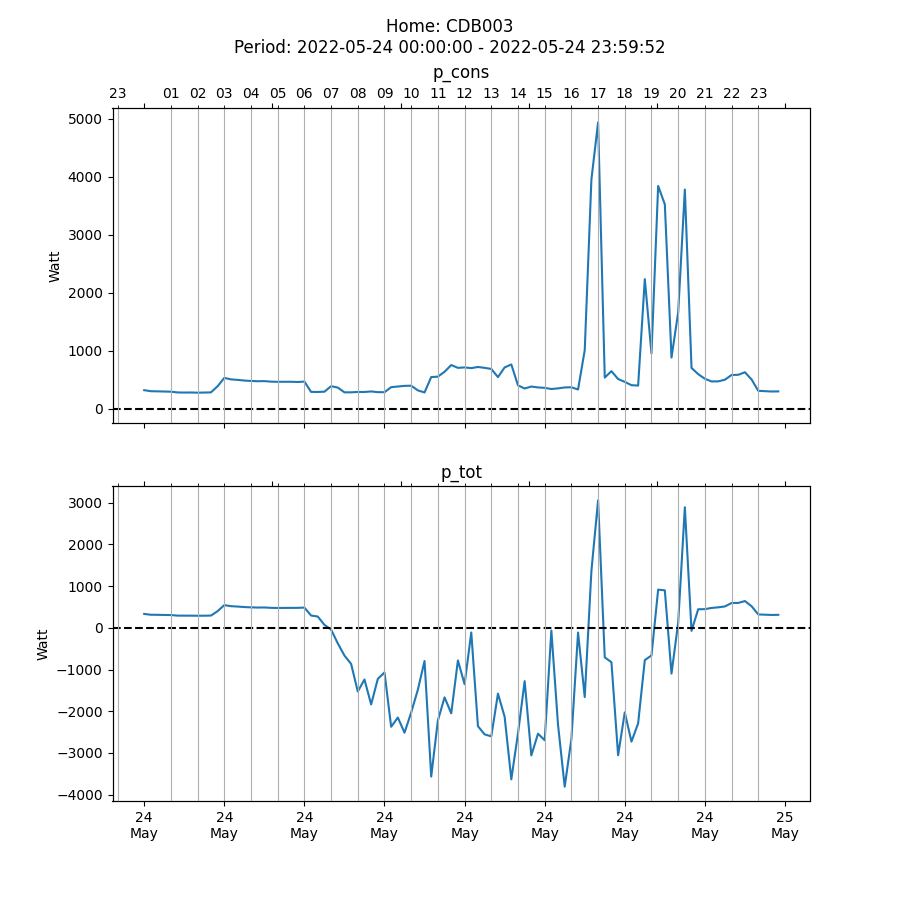 Home: CDB003
Period: 2022-05-24 00:00:00 - 2022-05-24 23:59:52
p_cons
23 01 02 03 04 05 06 07 08 09 10 11 12 13 14 15 16 17 18 19 20 21 22 23
5000
4000
3000
2000
1000
0
Watt
p_tot
3000
2000
1000
0
−1000
−2000
−3000
−4000
Watt
24 24 24 24 24 24 24 24 25
May May May May May May May May May